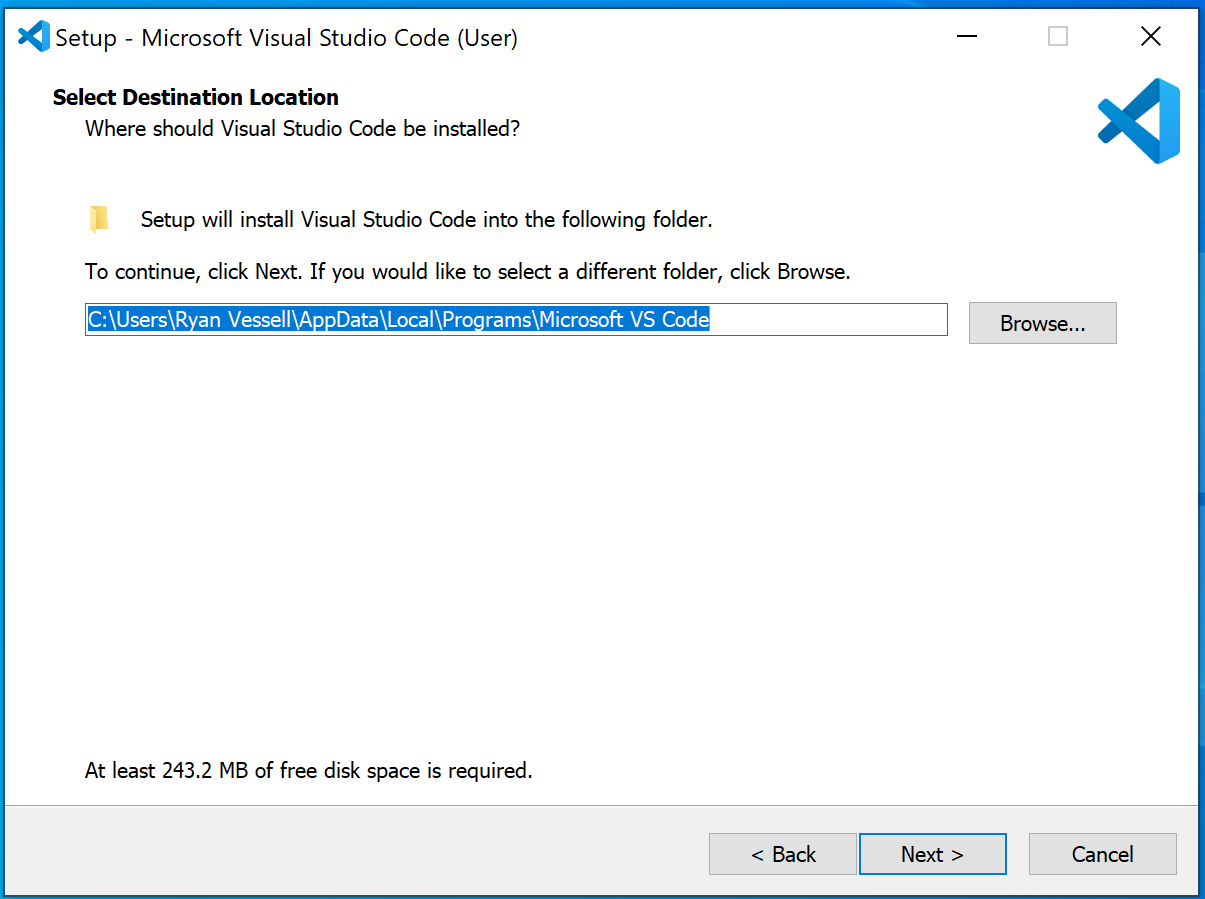 Setup - Microsoft Visual Studio Code (User)
Select Destination Location
Where should Visual Studio Code be installed?
Setup will install Visual Studio Code into the following folder.
To continue, click Next. If you would like to select a different folder, click Browse.
C:\Users\Ryan Vessell\AppData\Local\Programs\Microsoft VS Code
Browse...
At least 243.2 MB of free disk space is required.
< Back
Next >
Cancel